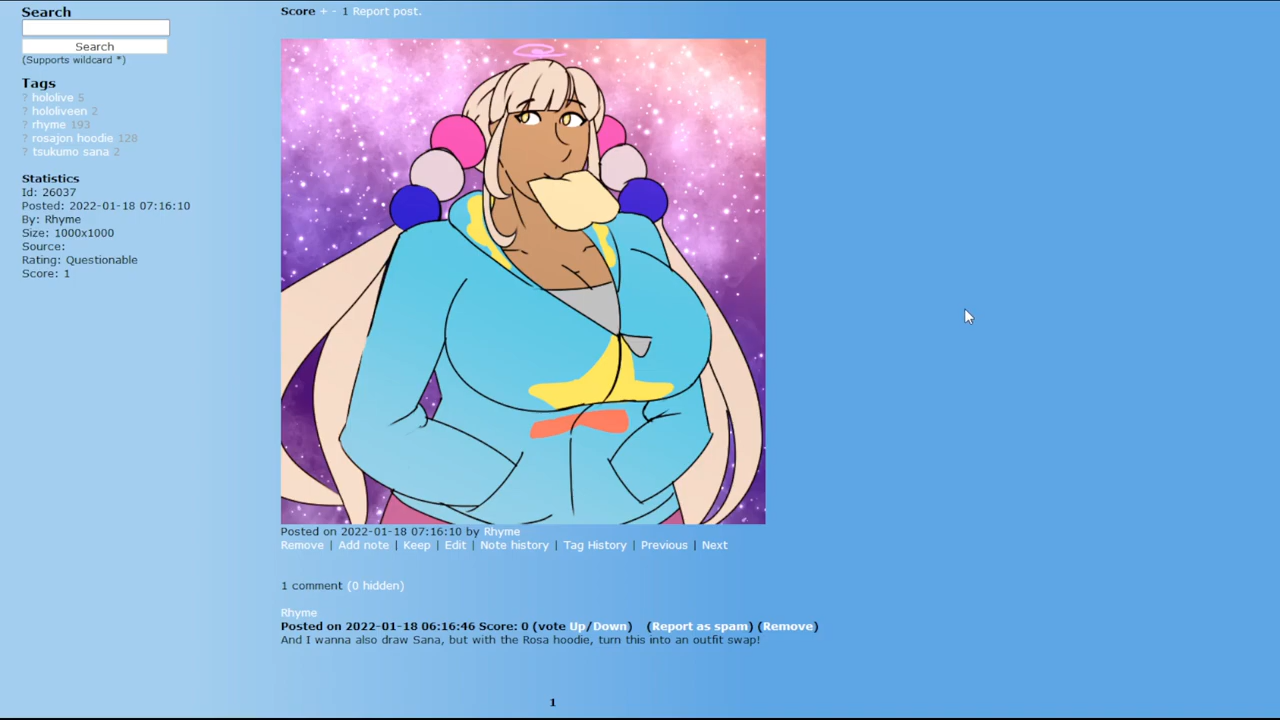 Search
Search
(Supports wildcard *)
Tags
? hololive 5
? hololiveen 2
? rhyme 193
? rosajon hoodie 128
? tsukumo sana 2
Statistics
Id: 26037
Posted: 2022-01-18 07:16:10
By: Rhyme
Size: 1000x1000
Source:
Rating: Questionable
Score: 1
Score + - 1 Report post.
Posted on 2022-01-18 07:16:10 by Rhyme
Remove | Add note | Keep | Edit | Note history | Tag History | Previous | Next
1 comment (0 hidden)
Rhyme
Posted on 2022-01-18 06:16:46 Score: 0 (vote Up/Down) (Report as spam) (Remove)
And I wanna also draw Sana, but with the Rosa hoodie, turn this into an outfit swap!
1